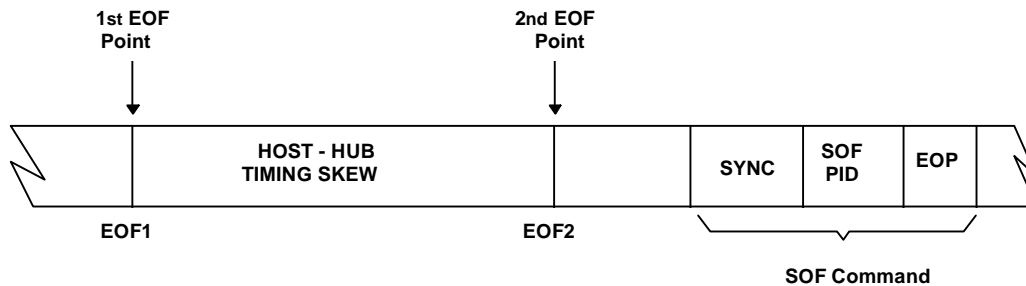 1st EOF
Point
2nd EOF
Point
HOST - HUB
TIMING SKEW
SYNC
SOF
PID
EOP
EOF1
EOF2
SOF Command